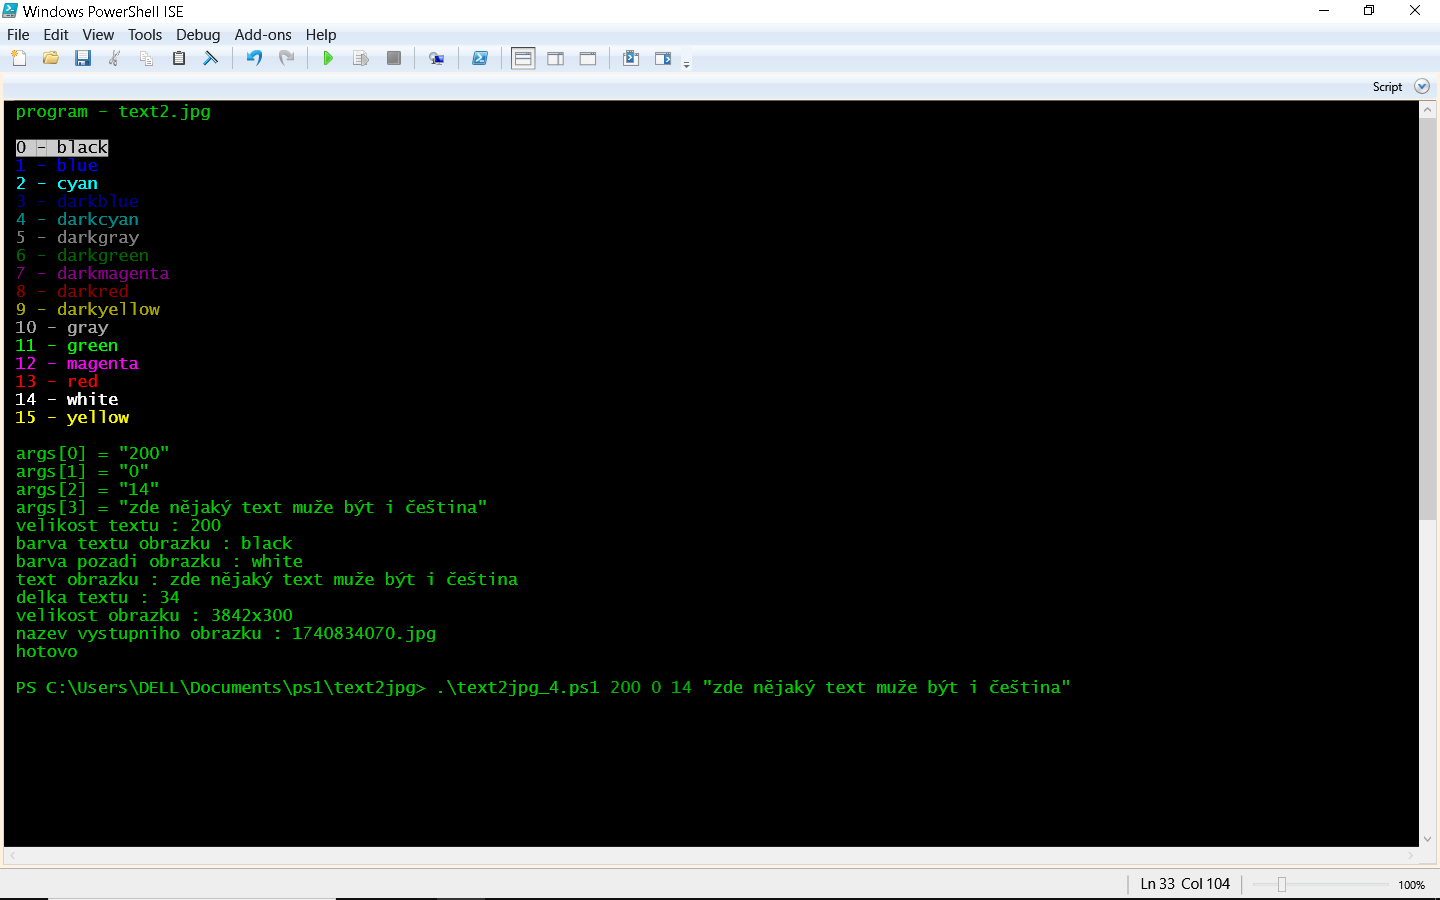 Windows PowerShell ISE
File Edit View Tools Debug Add-ons Help
Script
program - text2.jpg
0 - black
1 - blue
2 - cyan
3 - darkblue
4 - darkcyan
5 - darkgray
6 - darkgreen
7 - darkmagenta
8 - darkred
9 - darkyellow
10 - gray
11 - green
12 - magenta
13 - red
14 - white
15 - yellow
args[0] = "200"
args[1] = "0"
args[2] = "14"
args[3] = "zde nějaký text muže být i čeština"
velikost textu : 200
barva textu obrazku : black
barva pozadi obrazku : white
text obrazku : zde nějaký text muže být i čeština
delka textu : 34
velikost obrazku : 3842x300
nazev vystupniho obrazku : 1740834070.jpg
hotovo
PS C:\Users\DELL\Documents\ps1\text2jpg> .\text2jpg_4.ps1 200 0 14 "zde nějaký text muže být i čeština"
Ln 33 Col 104
100%